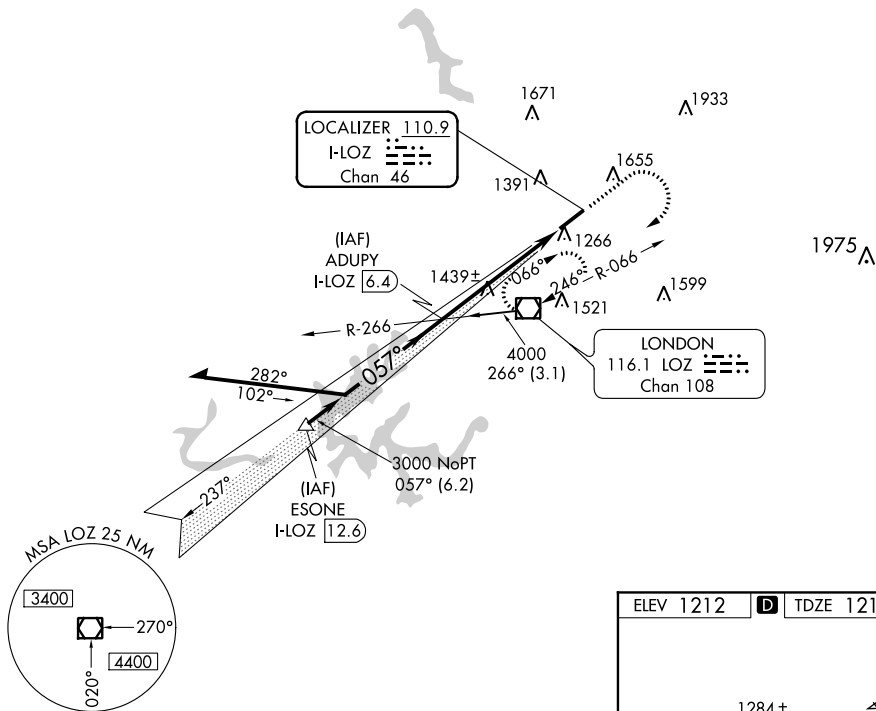 1671
1933
LOCALIZER 110.9
I-LOZ
Chan 46
1391
1655
(IAF)
ADUPY
I-LOZ 6.4
1439±
1266
066°
246°
R-066
1975
1599
1521
R-266
4000
266° (3.1)
LONDON
116.1 LOZ
Chan 108
282°
102°
057°
3000 NoPT
057° (6.2)
(IAF)
ESONE
I-LOZ 12.6
237°
MSA LOZ 25 NM
3400
270°
4400
020°
ELEV 1212 D TDZE 121
1284±